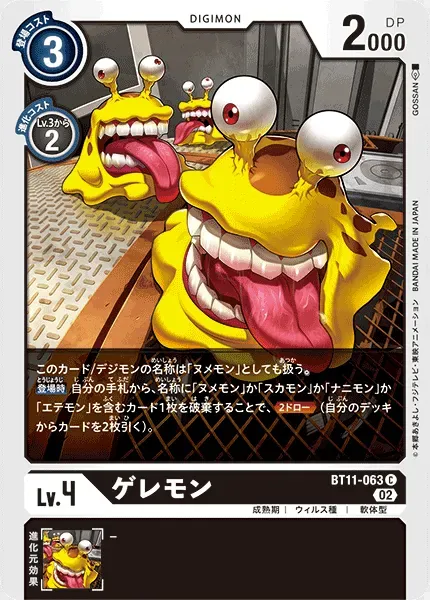 登場コスト
3
DIGIMON
2000
DP
進化コスト
Lv.3から
2
GOSSAN
© 本郷あきよし・フジテレビ・東映アニメーション BANDAI MADE IN JAPAN
このカード/デジモンの名称は「ヌメモン」としても扱う。
登場時 自分の手札から、名称に「ヌメモン」か「スカモン」か「ナニモン」か
「エテモン」を含むカード1枚を破棄することで、2ドロー（自分のデッキ
からカードを2枚引く）。
BT11-063 C
Lv.4
ゲレモン
02
成熟期 | ウィルス種 | 軟体型
進化元効果
-